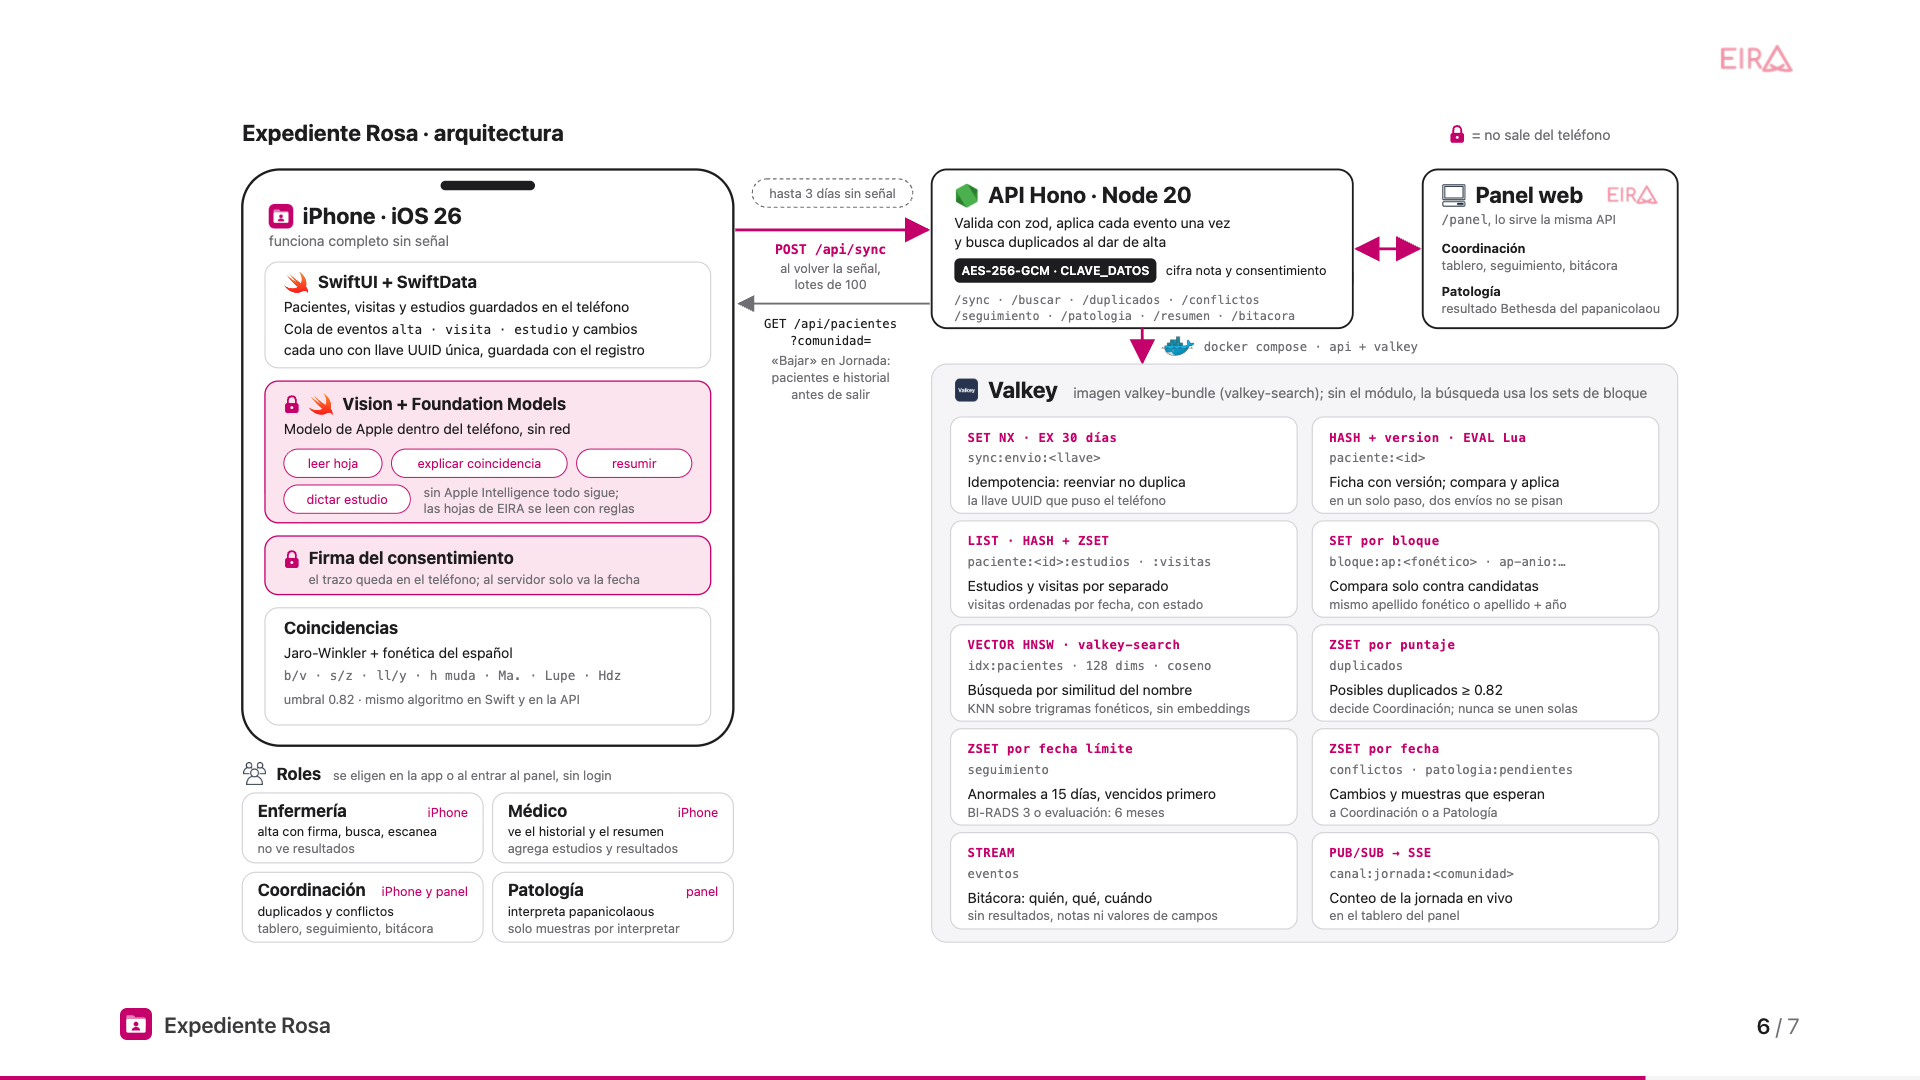 EIRA
Expediente Rosa · arquitectura
= no sale del teléfono
iPhone · iOS 26
funciona completo sin señal
SwiftUI + SwiftData
Pacientes, visitas y estudios guardados en el teléfono
Cola de eventos alta · visita · estudio y cambios
cada uno con llave UUID única, guardada con el registro
Vision + Foundation Models
Modelo de Apple dentro del teléfono, sin red
leer hoja
explicar coincidencia
resumir
dictar estudio
sin Apple Intelligence todo sigue;
las hojas de EIRA se leen con reglas
Firma del consentimiento
el trazo queda en el teléfono; al servidor solo va la fecha
Coincidencias
Jaro-Winkler + fonética del español
b/v · s/z · ll/y · h muda · Ma. · Lupe · Hdz
umbral 0.82 · mismo algoritmo en Swift y en la API
hasta 3 días sin señal
POST /api/sync
al volver la señal,
lotes de 100
GET /api/pacientes
?comunidad=
«Bajar» en Jornada:
pacientes e historial
antes de salir
API Hono · Node 20
Valida con zod, aplica cada evento una vez
y busca duplicados al dar de alta
AES-256-GCM · CLAVE_DATOS
cifra nota y consentimiento
/sync · /buscar · /duplicados · /conflictos
/seguimiento · /patologia · /resumen · /bitacora
Panel web
EIRA
/panel, lo sirve la misma API
Coordinación
tablero, seguimiento, bitácora
Patología
resultado Bethesda del papanicolaou
docker compose · api + valkey
Valkey
Valkey
imagen valkey-bundle (valkey-search); sin el módulo, la búsqueda usa los sets de bloque
SET NX · EX 30 días
sync:envio:<llave>
Idempotencia: reenviar no duplica
la llave UUID que puso el teléfono
HASH + version · EVAL Lua
paciente:<id>
Ficha con versión; compara y aplica
en un solo paso, dos envíos no se pisan
LIST · HASH + ZSET
paciente:<id>:estudios · :visitas
Estudios y visitas por separado
visitas ordenadas por fecha, con estado
SET por bloque
bloque:ap:<fonético> · ap-anio:…
Compara solo contra candidatas
mismo apellido fonético o apellido + año
VECTOR HNSW · valkey-search
idx:pacientes · 128 dims · coseno
Búsqueda por similitud del nombre
KNN sobre trigramas fonéticos, sin embeddings
ZSET por puntaje
duplicados
Posibles duplicados ≥ 0.82
decide Coordinación; nunca se unen solas
ZSET por fecha límite
seguimiento
Anormales a 15 días, vencidos primero
BI-RADS 3 o evaluación: 6 meses
ZSET por fecha
conflictos · patologia:pendientes
Cambios y muestras que esperan
a Coordinación o a Patología
STREAM
eventos
Bitácora: quién, qué, cuándo
sin resultados, notas ni valores de campos
PUB/SUB → SSE
canal:jornada:<comunidad>
Conteo de la jornada en vivo
en el tablero del panel
Roles
se eligen en la app o al entrar al panel, sin login
Enfermería
iPhone
alta con firma, busca, escanea
no ve resultados
Médico
iPhone
ve el historial y el resumen
agrega estudios y resultados
Coordinación
iPhone y panel
duplicados y conflictos
tablero, seguimiento, bitácora
Patología
panel
interpreta papanicolaous
solo muestras por interpretar
Expediente Rosa
6 / 7